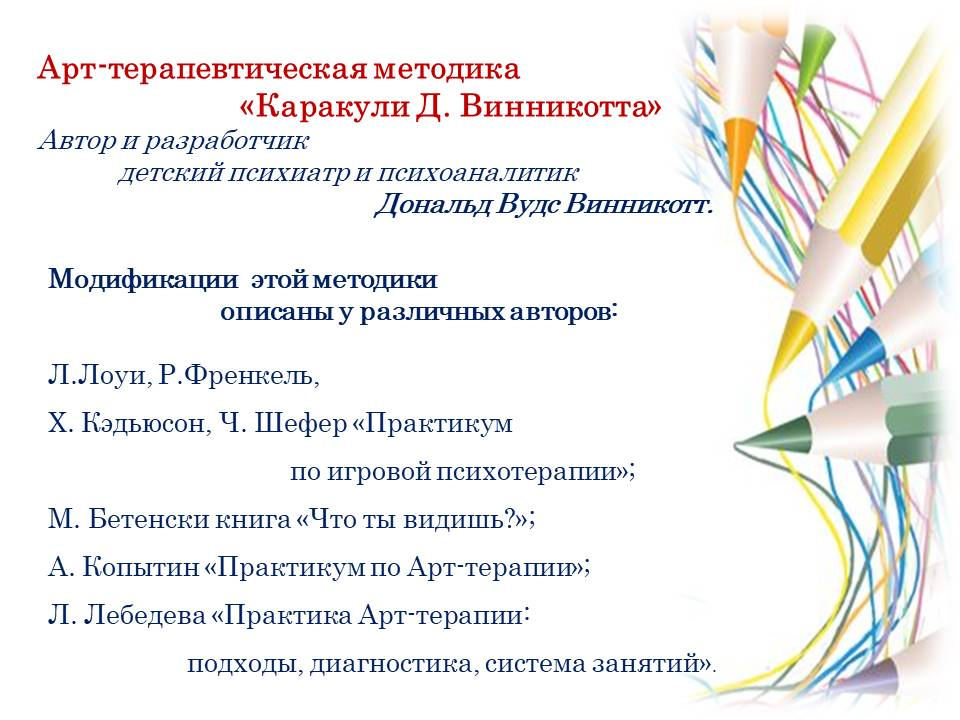 Арт-терапевтическая методика
«Каракули Д. Винникотта»
Автор и разработчик
детский психиатр и психоаналитик
Дональд Вудс Винникотт.
Модификации этой методики
описаны у различных авторов:
Л.Лоуи, Р.Френкель,
Х. Кэдьюсон, Ч. Шефер «Практикум
по игровой психотерапии»;
М. Бетенски книга «Что ты видишь?»;
А. Копытин «Практикум по Арт-терапии»;
Л. Лебедева «Практика Арт-терапии:
подходы, диагностика, система занятий».